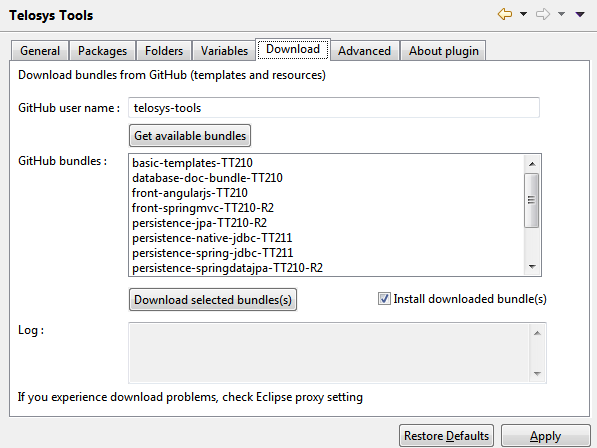 Telosys Tools
General Packages Folders Variables Download Advanced About plugin
Download bundles from GitHub (templates and resources)
GitHub user name : telosys-tools
Get available bundles
GitHub bundles :
basic-templates-TT210
database-doc-bundle-TT210
front-angularjs-TT210
front-springmvc-TT210-R2
persistence-jpa-TT210-R2
persistence-native-jdbc-TT211
persistence-spring-jdbc-TT211
persistence-springdatajpa-TT210-R2
Download selected bundles(s) Install downloaded bundle(s)
Log :
If you experience download problems, check Eclipse proxy setting
Restore Defaults Apply